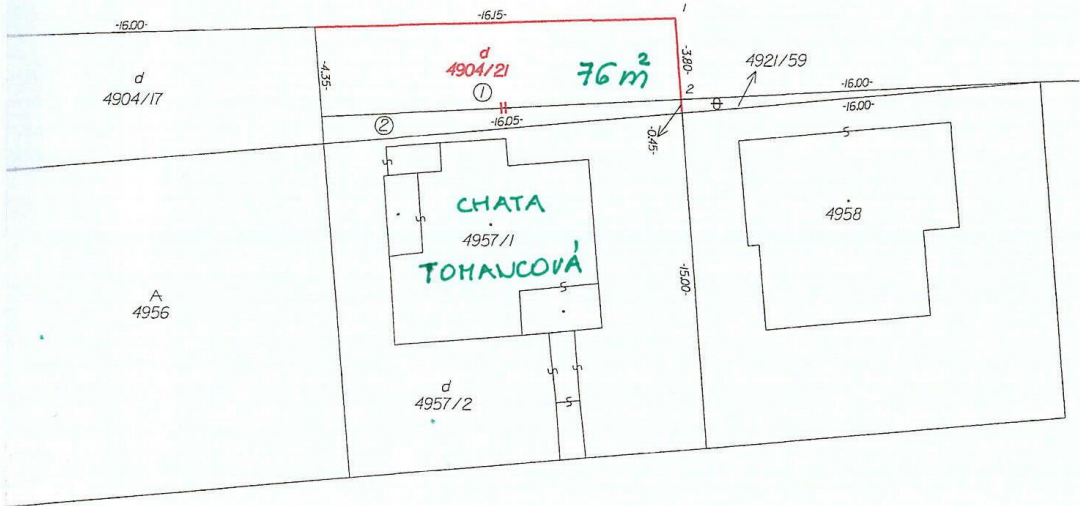 -16.00-
-16.15-
1
d
4904/17
-4.35-
d
4904/21
76 m²
-3.80-
4921/59
①
2
-16.00-
②
-16.05-
-0.45-
-16.00-
CHATA
4957/1
TOMANCOVÁ
4958
-15.00-
A
4956
d
4957/2